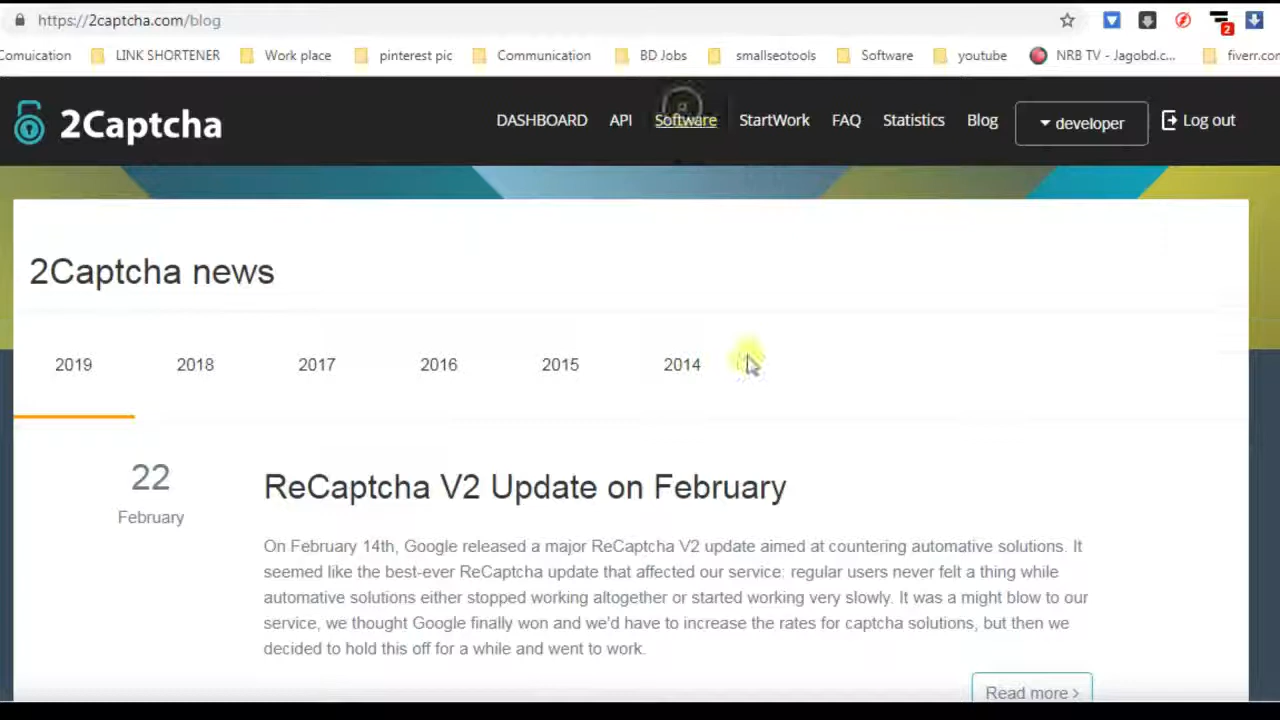 https://2captcha.com/blog
2
Comuication LINK SHORTENER Work place pinterest pic Communication BD Jobs smallseotools Software youtube NRB TV - Jagobd.c... fiverr.con
2Captcha DASHBOARD API Software StartWork FAQ Statistics Blog developer Log out
2Captcha news
2019 2018 2017 2016 2015 2014
22
February
ReCaptcha V2 Update on February
On February 14th, Google released a major ReCaptcha V2 update aimed at countering automative solutions. It
seemed like the best-ever ReCaptcha update that affected our service: regular users never felt a thing while
automative solutions either stopped working altogether or started working very slowly. It was a might blow to our
service, we thought Google finally won and we'd have to increase the rates for captcha solutions, but then we
decided to hold this off for a while and went to work.
Read more >